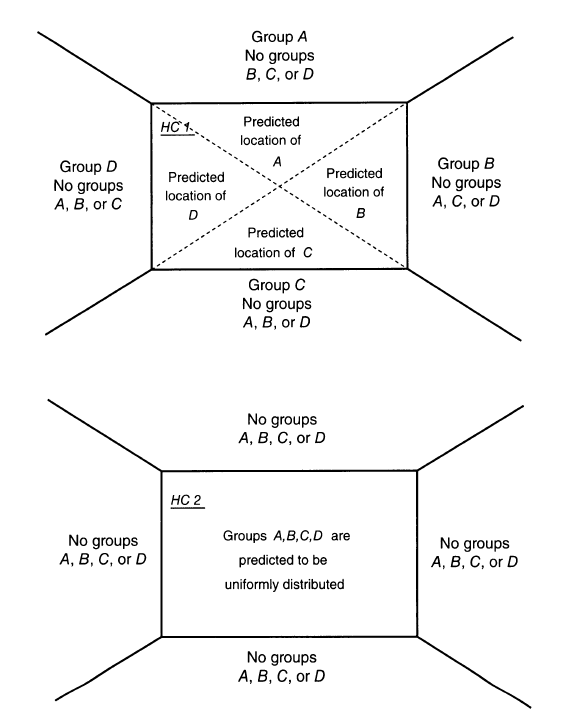 Group A
No groups
B, C, or D
HC 1
Predicted
location of
A
Group D
No groups
A, B, or C
Predicted
location of
D
Predicted
location of
B
Group B
No groups
A, C, or D
Predicted
location of C
Group C
No groups
A, B, or D
No groups
A, B, C, or D
HC 2
No groups
A, B, C, or D
Groups A,B,C,D are
predicted to be
uniformly distributed
No groups
A, B, C, or D
No groups
A, B, C, or D